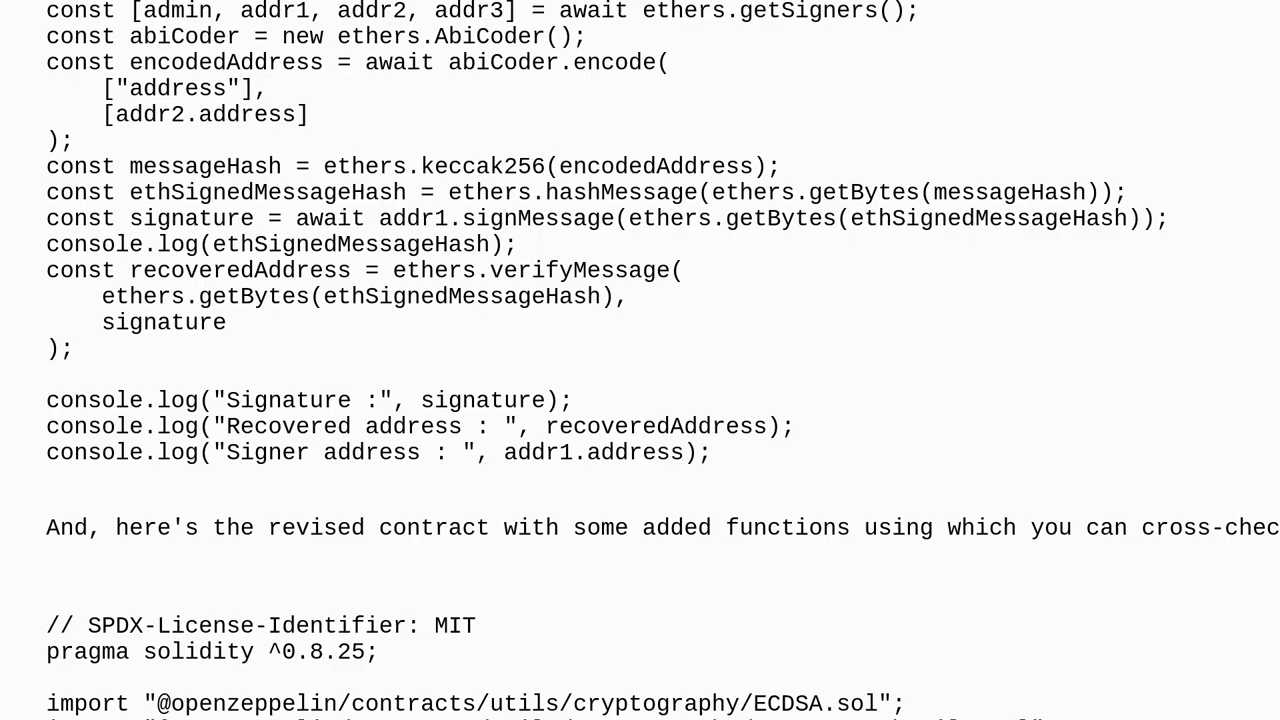 const [admin, addr1, addr2, addr3] = await ethers.getSigners();
const abiCoder = new ethers.AbiCoder();
const encodedAddress = await abiCoder.encode(
    ["address"],
    [addr2.address]
);
const messageHash = ethers.keccak256(encodedAddress);
const ethSignedMessageHash = ethers.hashMessage(ethers.getBytes(messageHash));
const signature = await addr1.signMessage(ethers.getBytes(ethSignedMessageHash));
console.log(ethSignedMessageHash);
const recoveredAddress = ethers.verifyMessage(
    ethers.getBytes(ethSignedMessageHash),
    signature
);

console.log("Signature :", signature);
console.log("Recovered address : ", recoveredAddress);
console.log("Signer address : ", addr1.address);

And, here's the revised contract with some added functions using which you can cross-chec

// SPDX-License-Identifier: MIT
pragma solidity ^0.8.25;

import "@openzeppelin/contracts/utils/cryptography/ECDSA.sol";